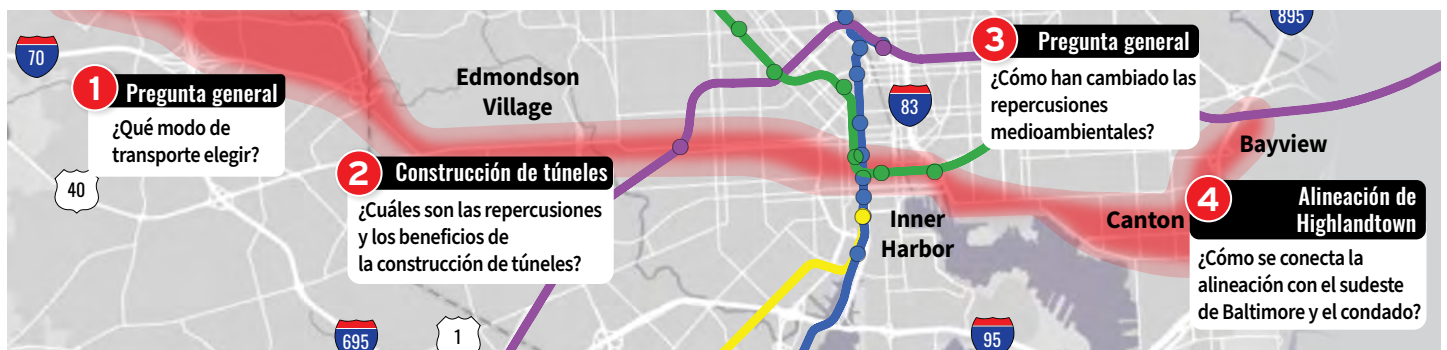 70
1 Pregunta general
¿Qué modo de
transporte elegir?
40
Edmondson
Village
2 Construcción de túneles
¿Cuáles son las repercusiones
y los beneficios de
la construcción de túneles?
695
1
83
Inner
Harbor
95
3 Pregunta general
¿Cómo han cambiado las
repercusiones
medioambientales?
895
Bayview
Canton
4 Alineación de
Highlandtown
¿Cómo se conecta la
alineación con el sudeste
de Baltimore y el condado?